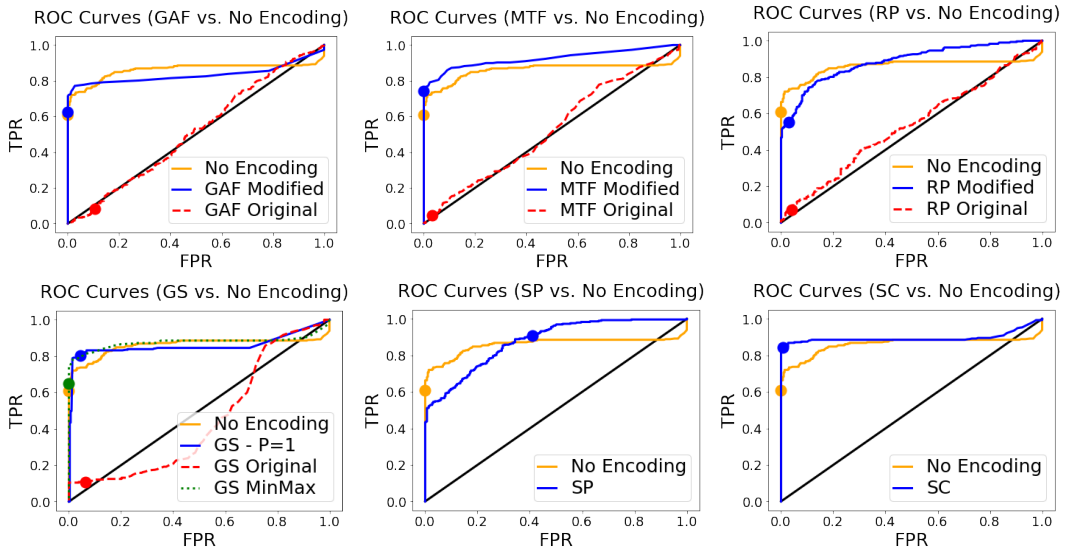 ROC Curves (GAF vs. No Encoding)
1.0
0.8
0.6
0.4
0.2
0.0
TPR
0.0 0.2 0.4 0.6 0.8 1.0
FPR
No Encoding
GAF Modified
GAF Original
ROC Curves (MTF vs. No Encoding)
1.0
0.8
0.6
0.4
0.2
0.0
TPR
0.0 0.2 0.4 0.6 0.8 1.0
FPR
No Encoding
MTF Modified
MTF Original
ROC Curves (RP vs. No Encoding)
1.0
0.8
0.6
0.4
0.2
0.0
TPR
0.0 0.2 0.4 0.6 0.8 1.0
FPR
No Encoding
RP Modified
RP Original
ROC Curves (GS vs. No Encoding)
1.0
0.8
0.6
0.4
0.2
0.0
TPR
0.0 0.2 0.4 0.6 0.8 1.0
FPR
No Encoding
GS - P=1
GS Original
GS MinMax
ROC Curves (SP vs. No Encoding)
1.0
0.8
0.6
0.4
0.2
0.0
TPR
0.0 0.2 0.4 0.6 0.8 1.0
FPR
No Encoding
SP
ROC Curves (SC vs. No Encoding)
1.0
0.8
0.6
0.4
0.2
0.0
TPR
0.0 0.2 0.4 0.6 0.8 1.0
FPR
No Encoding
SC